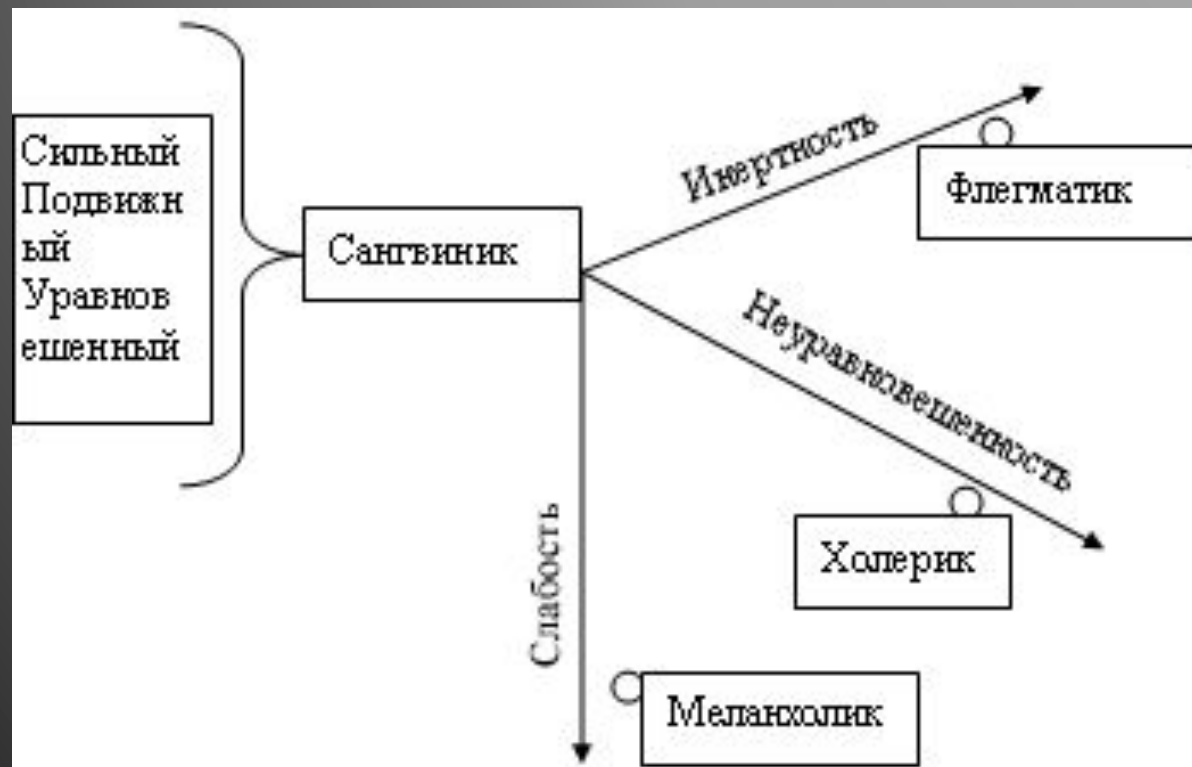 Сильный
Подвижн
ый
Уравнов
ешенный
Сангвиник
Инертность
Флегматик
Неуравновешенность
Холерик
Слабость
Меланхолик